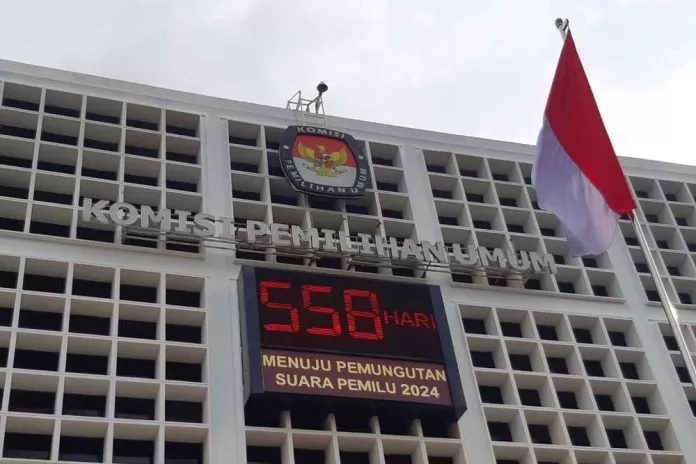 KOMISI
PEMILIHAN UMUM
KOMISI PEMILIHAN UMUM
558 HARI
MENUJU PEMUNGUTAN
SUARA PEMILU 2024